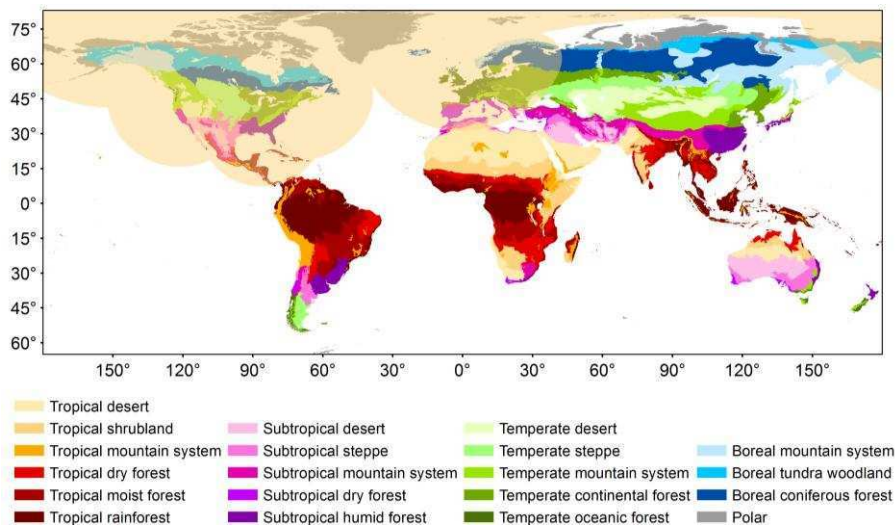 75°
60°
45°
30°
15°
0°
15°
30°
45°
60°
150° 120° 90° 60° 30° 0° 30° 60° 90° 120° 150°
Tropical desert
Tropical shrubland Subtropical desert Temperate desert
Tropical mountain system Subtropical steppe Temperate steppe Boreal mountain system
Tropical dry forest Subtropical mountain system Temperate mountain system Boreal tundra woodland
Tropical moist forest Subtropical dry forest Temperate continental forest Boreal coniferous forest
Tropical rainforest Subtropical humid forest Temperate oceanic forest Polar